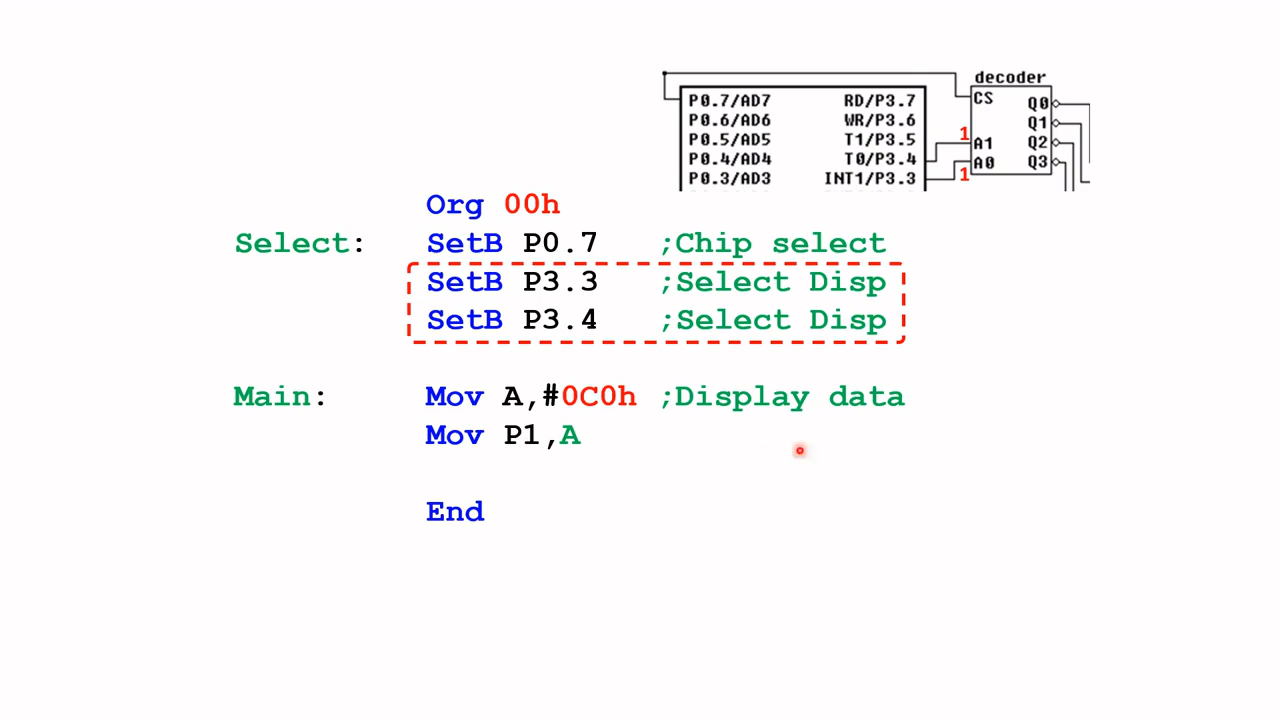 decoder
P0.7/AD7 RD/P3.7 CS Q0
P0.6/AD6 WR/P3.6 Q1
P0.5/AD5 T1/P3.5 1 A1 Q2
P0.4/AD4 T0/P3.4 A0 Q3
P0.3/AD3 INT1/P3.3 1
Org 00h
Select: SetB P0.7 ;Chip select
SetB P3.3 ;Select Disp
SetB P3.4 ;Select Disp
Main: Mov A,#0C0h ;Display data
Mov P1,A
End